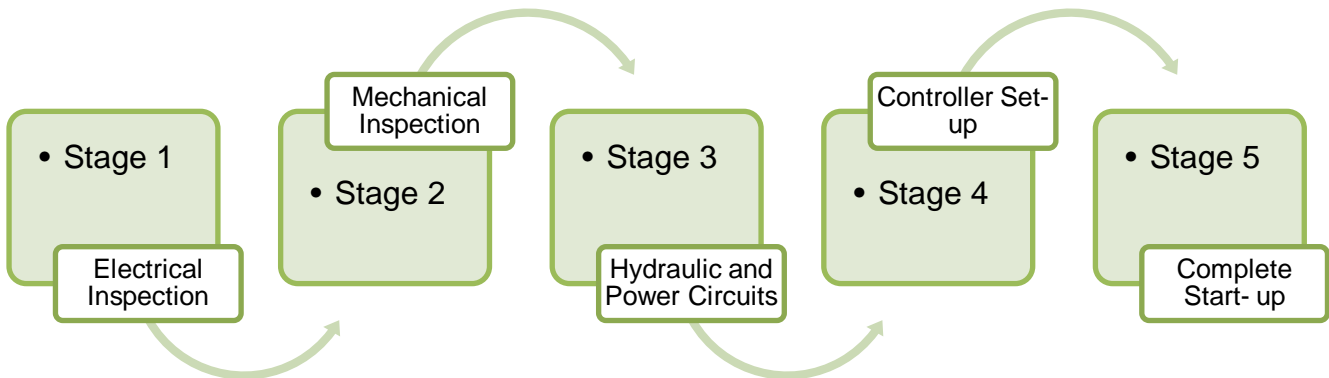 • Stage 1
Electrical
Inspection
Mechanical
Inspection
• Stage 2
• Stage 3
Hydraulic and
Power Circuits
Controller Set-
up
• Stage 4
• Stage 5
Complete
Start- up